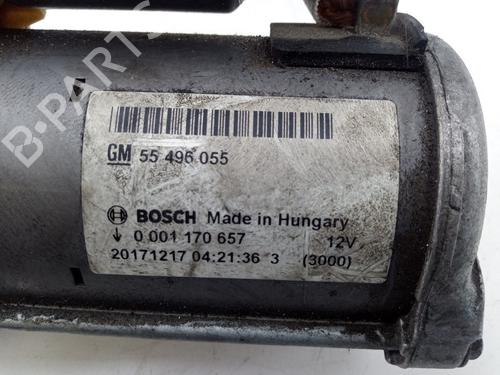 B-PARTS
GM 55 496 055
BOSCH Made in Hungary
0 001 170 657 12V
20171217 04:21:36 3 (3000)